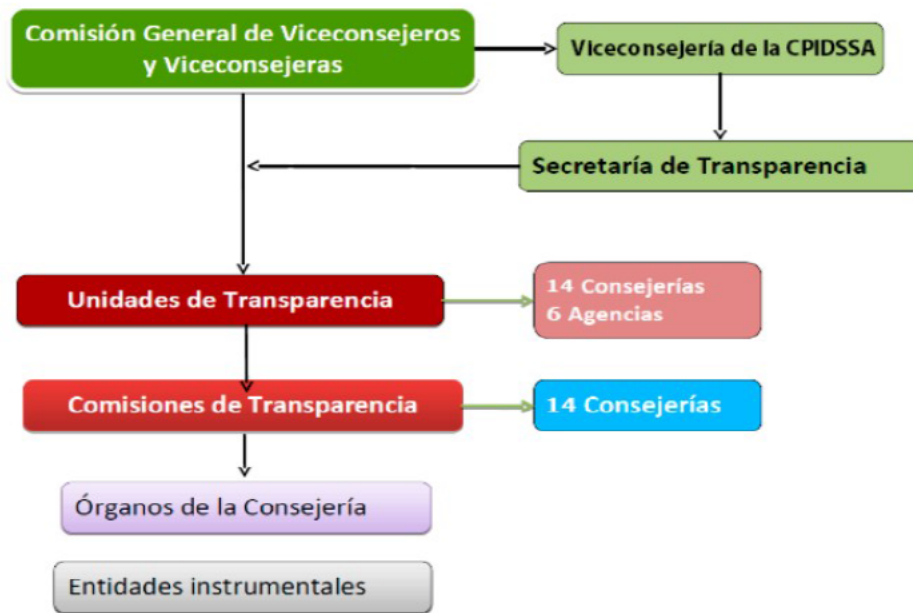 Comisión General de Viceconsejeros
y Viceconsejeras
Viceconsejería de la CPIDSSA
Secretaría de Transparencia
Unidades de Transparencia
14 Consejerías
6 Agencias
Comisiones de Transparencia
14 Consejerías
Órganos de la Consejería
Entidades instrumentales